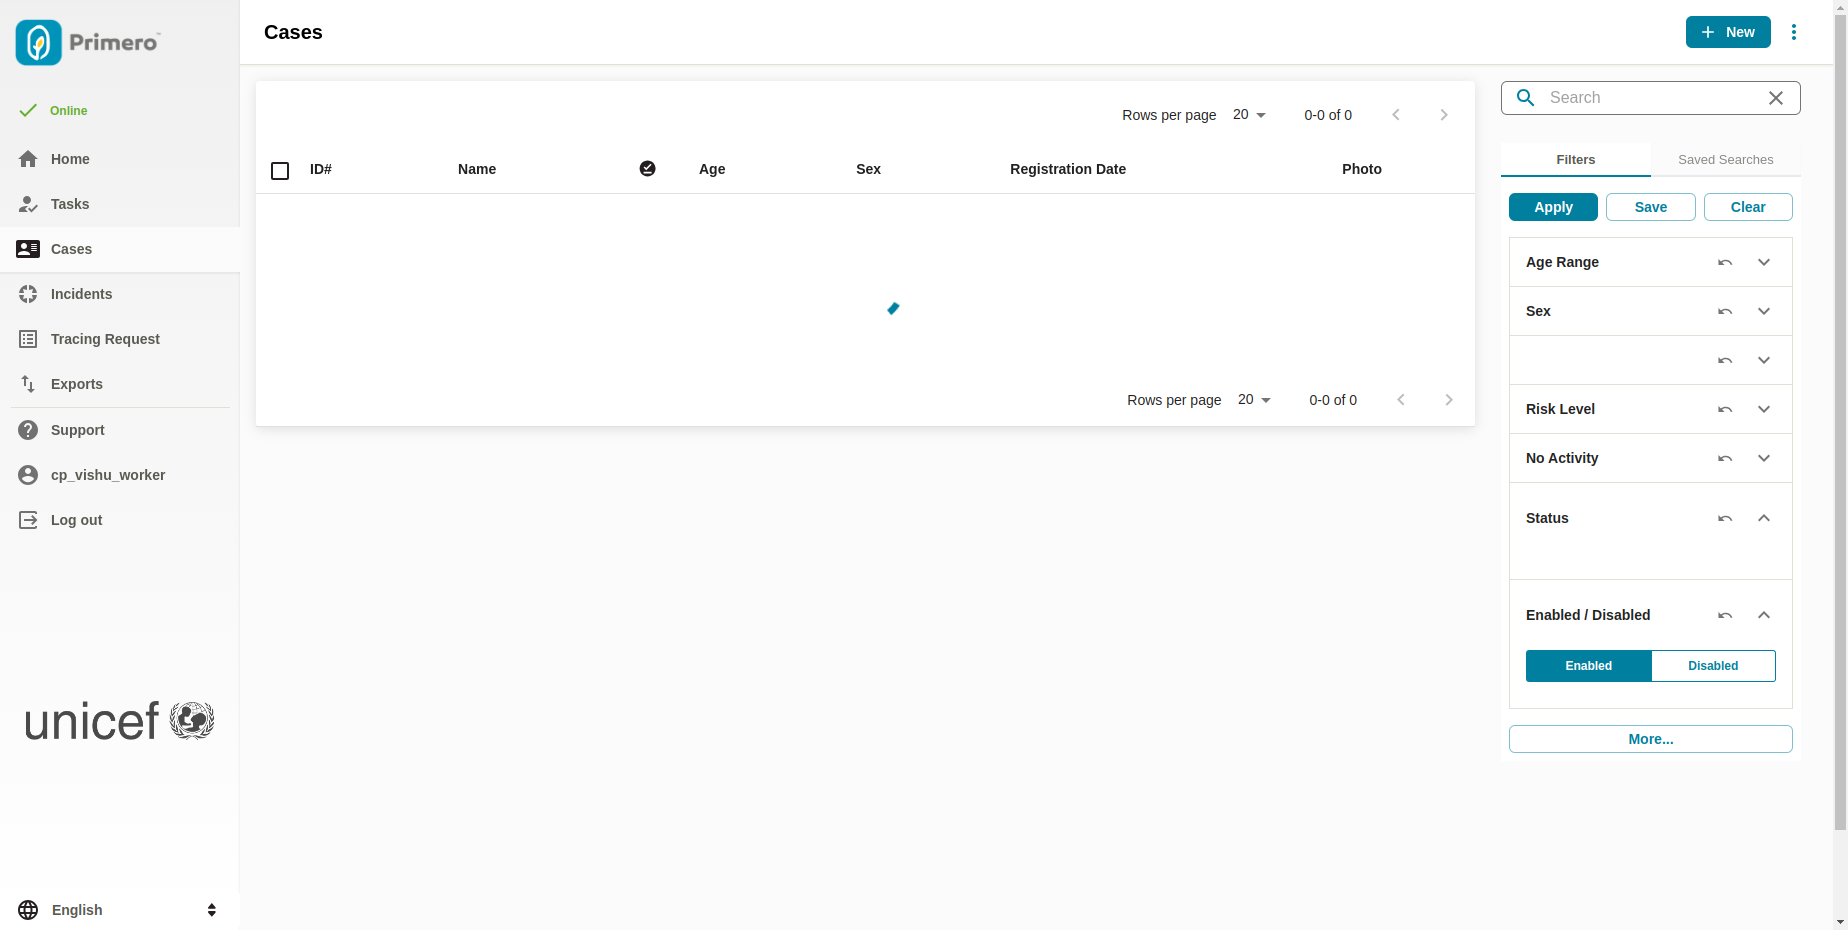 Primero™
Online
Home
Tasks
Cases
Incidents
Tracing Request
Exports
Support
cp_vishu_worker
Log out
unicef
English
Cases
New
Rows per page 20 0-0 of 0
ID# Name Age Sex Registration Date Photo
Rows per page 20 0-0 of 0
Search
Filters Saved Searches
Apply Save Clear
Age Range
Sex
Risk Level
No Activity
Status
Enabled / Disabled
Enabled Disabled
More...